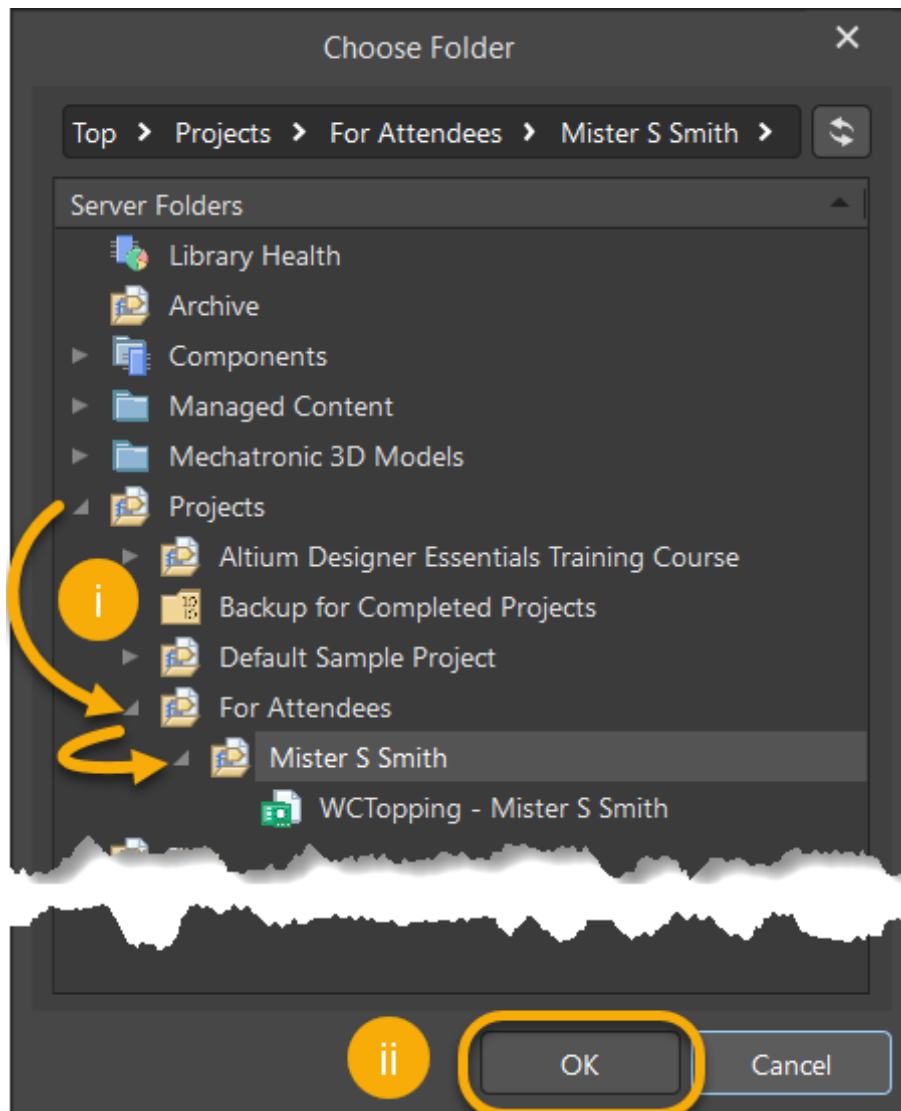 Choose Folder
Top > Projects > For Attendees > Mister S Smith >
Server Folders
Library Health
Archive
Components
Managed Content
Mechatronic 3D Models
Projects
Altium Designer Essentials Training Course
i
Backup for Completed Projects
Default Sample Project
For Attendees
Mister S Smith
WCTopping - Mister S Smith
ii
OK
Cancel